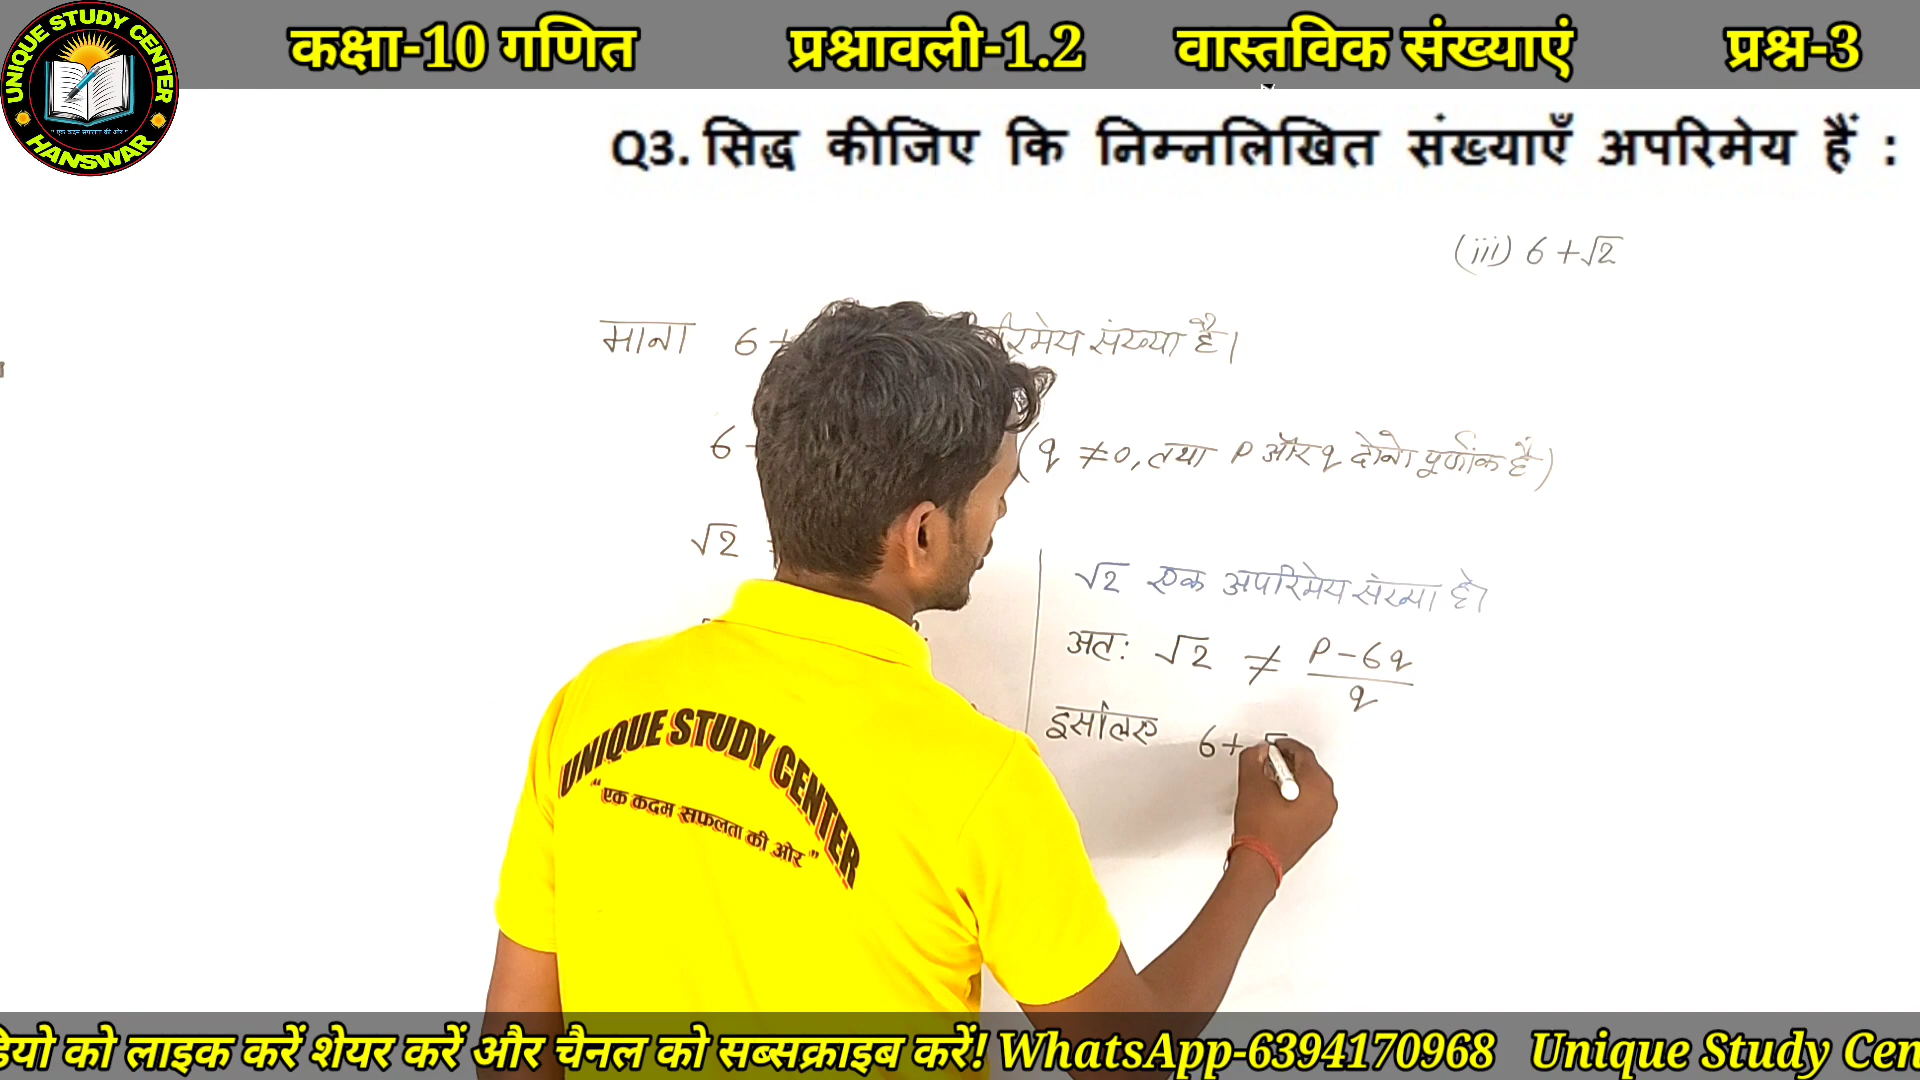 कक्षा-10 गणित प्रश्नावली-1.2 वास्तविक संख्याएं प्रश्न-3
UNIQUE STUDY CENTER
HANSWAR
Q3. सिद्ध कीजिए कि निम्नलिखित संख्याएँ अपरिमेय हैं :
(iii) 6 + √2
माना 6 + संख्या है।
6
(q ≠ 0, तथा p और q दोनो पूर्णांक है)
√2
√2 एक अपरिमेय संख्या है।
अतः √2 ≠ (p - 6q)/q
इसलिए 6 +
UNIQUE STUDY CENTER
"एक कदम सफलता की ओर"
को लाइक करें शेयर करें और चैनल को सब्सक्राइब करें! WhatsApp-6394170968 Unique Study